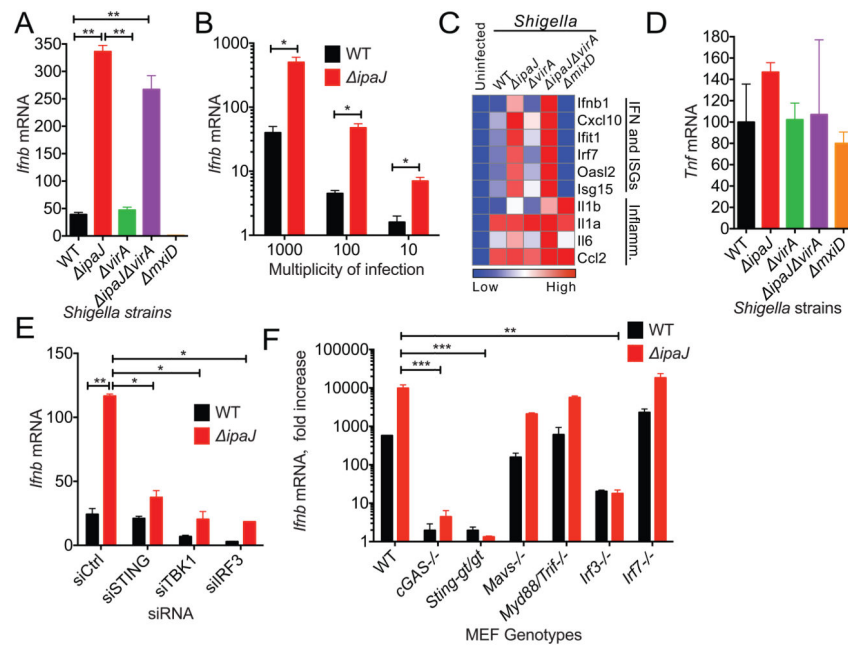 A
Ifnb mRNA
350
300
250
200
150
100
50
0
**
** **
WT
ΔipaJ
ΔvirA
ΔipaJΔvirA
ΔmxiD
Shigella strains
B
Ifnb mRNA
1000
100
10
1
*
*
*
WT
ΔipaJ
1000 100 10
Multiplicity of infection
C
Shigella
Uninfected
WT
ΔipaJ
ΔvirA
ΔipaJΔvirA
ΔmxiD
Ifnb1
Cxcl10
Ifit1
Irf7
Oasl2
Isg15
Il1b
Il1a
Il6
Ccl2
IFN and ISGs
Inflamm.
Low High
D
Tnf mRNA
180
160
140
120
100
80
60
40
20
0
WT
ΔipaJ
ΔvirA
ΔipaJΔvirA
ΔmxiD
Shigella strains
E
Ifnb mRNA
150
100
50
0
*
*
** *
WT
ΔipaJ
siCtrl
siSTING
siTBK1
siIRF3
siRNA
F
Ifnb mRNA, fold increase
100000
10000
1000
100
10
1
**
***
***
WT
ΔipaJ
WT
cGAS-/-
Sting-gt/gt
Mavs-/-
Myd88/Trif-/-
Irf3-/-
Irf7-/-
MEF Genotypes